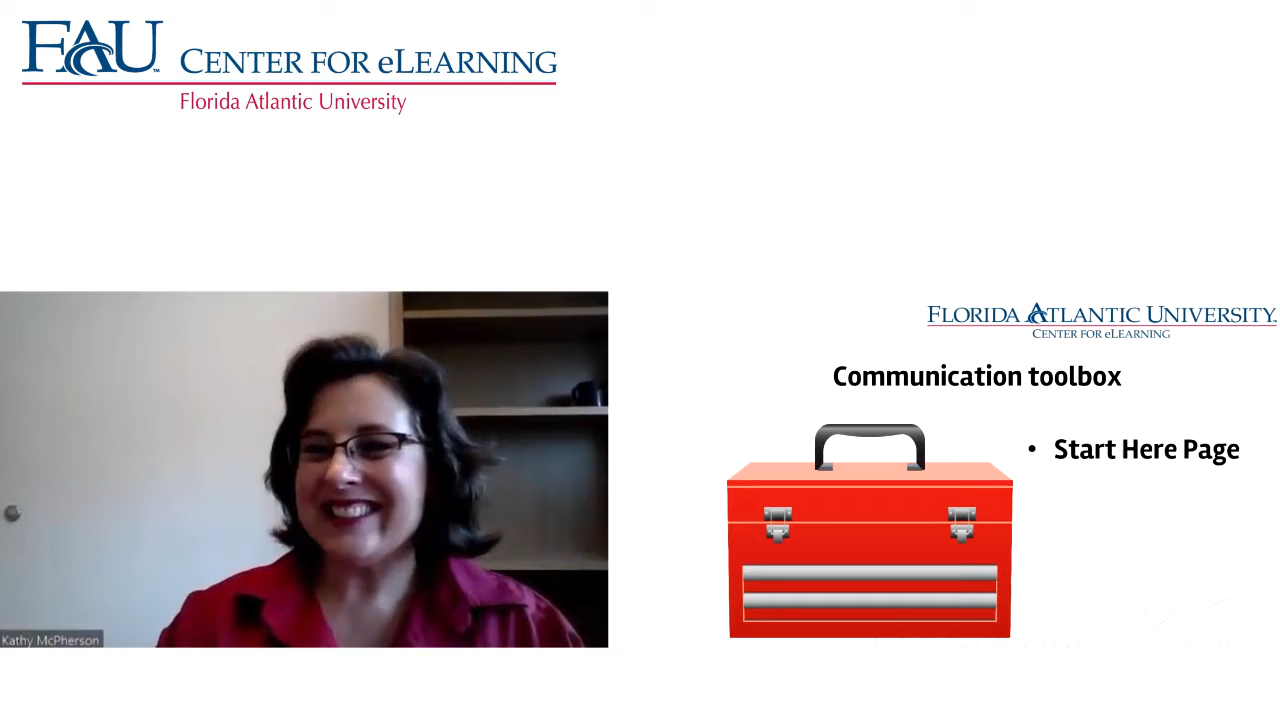 FAU™ CENTER FOR eLEARNING
Florida Atlantic University
FLORIDA ATLANTIC UNIVERSITY
CENTER FOR eLEARNING
Communication toolbox
• Start Here Page
Kathy McPherson